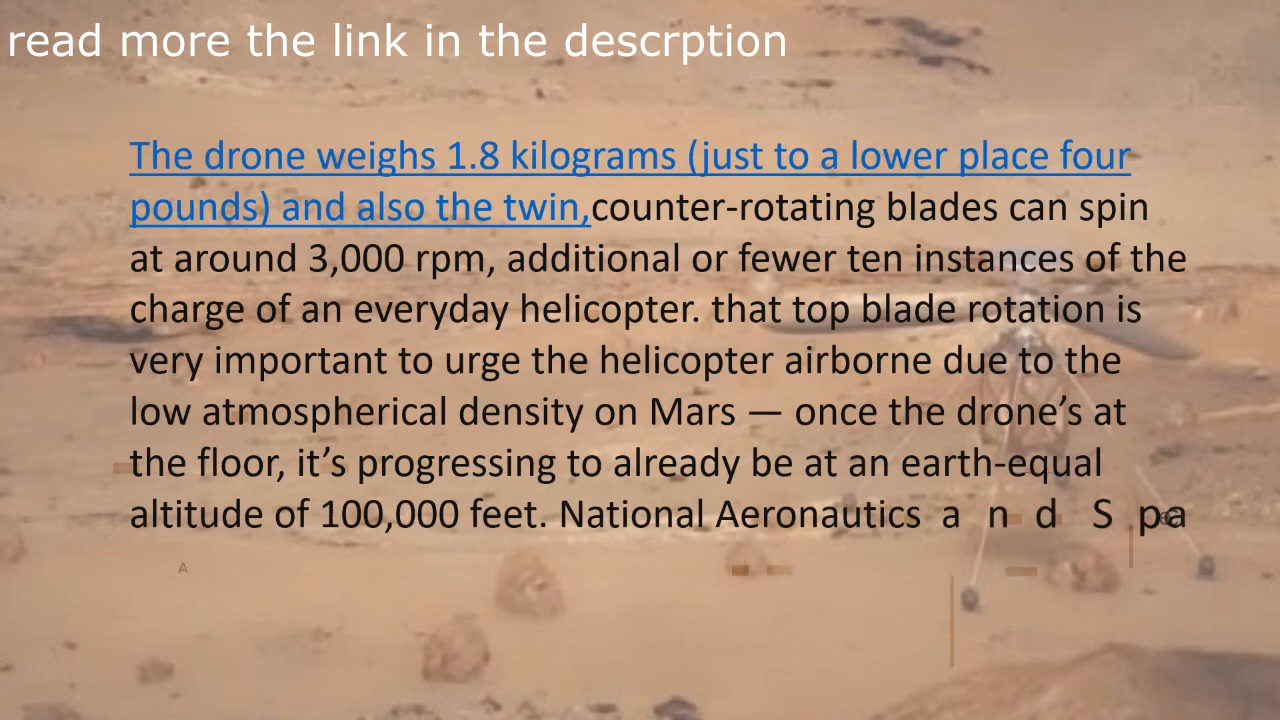 read more the link in the descrption
The drone weighs 1.8 kilograms (just to a lower place four
pounds) and also the twin,counter-rotating blades can spin
at around 3,000 rpm, additional or fewer ten instances of the
charge of an everyday helicopter. that top blade rotation is
very important to urge the helicopter airborne due to the
low atmospherical density on Mars — once the drone’s at
the floor, it’s progressing to already be at an earth-equal
altitude of 100,000 feet. National Aeronautics a n d S pa
A